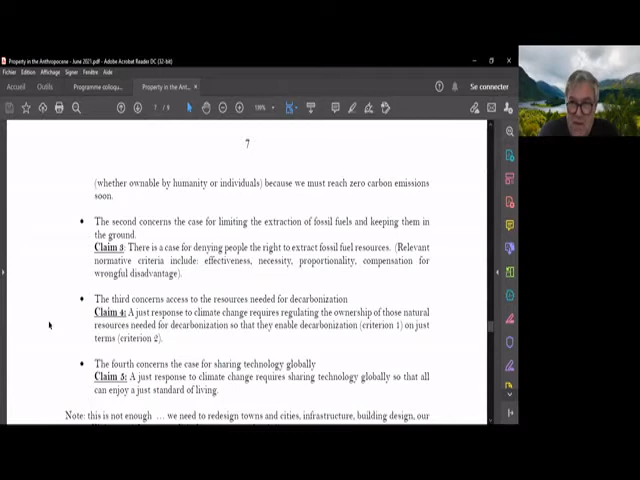 Property in the Anthropocene - June 2021.pdf - Adobe Acrobat Reader DC (32-bit)
Fichier Edition Affichage Signer Fenêtre Aide
Accueil Outils Programme colloqu... Property in the Ant... × Se connecter
7 / 9 199%
7
(whether ownable by humanity or individuals) because we must reach zero carbon emissions
soon.
• The second concerns the case for limiting the extraction of fossil fuels and keeping them in
the ground.
Claim 3: There is a case for denying people the right to extract fossil fuel resources. (Relevant
normative criteria include: effectiveness, necessity, proportionality, compensation for
wrongful disadvantage).
• The third concerns access to the resources needed for decarbonization
Claim 4: A just response to climate change requires regulating the ownership of those natural
resources needed for decarbonization so that they enable decarbonization (criterion 1) on just
terms (criterion 2).
• The fourth concerns the case for sharing technology globally
Claim 5: A just response to climate change requires sharing technology globally so that all
can enjoy a just standard of living.
Note: this is not enough … we need to redesign towns and cities, infrastructure, building design, our